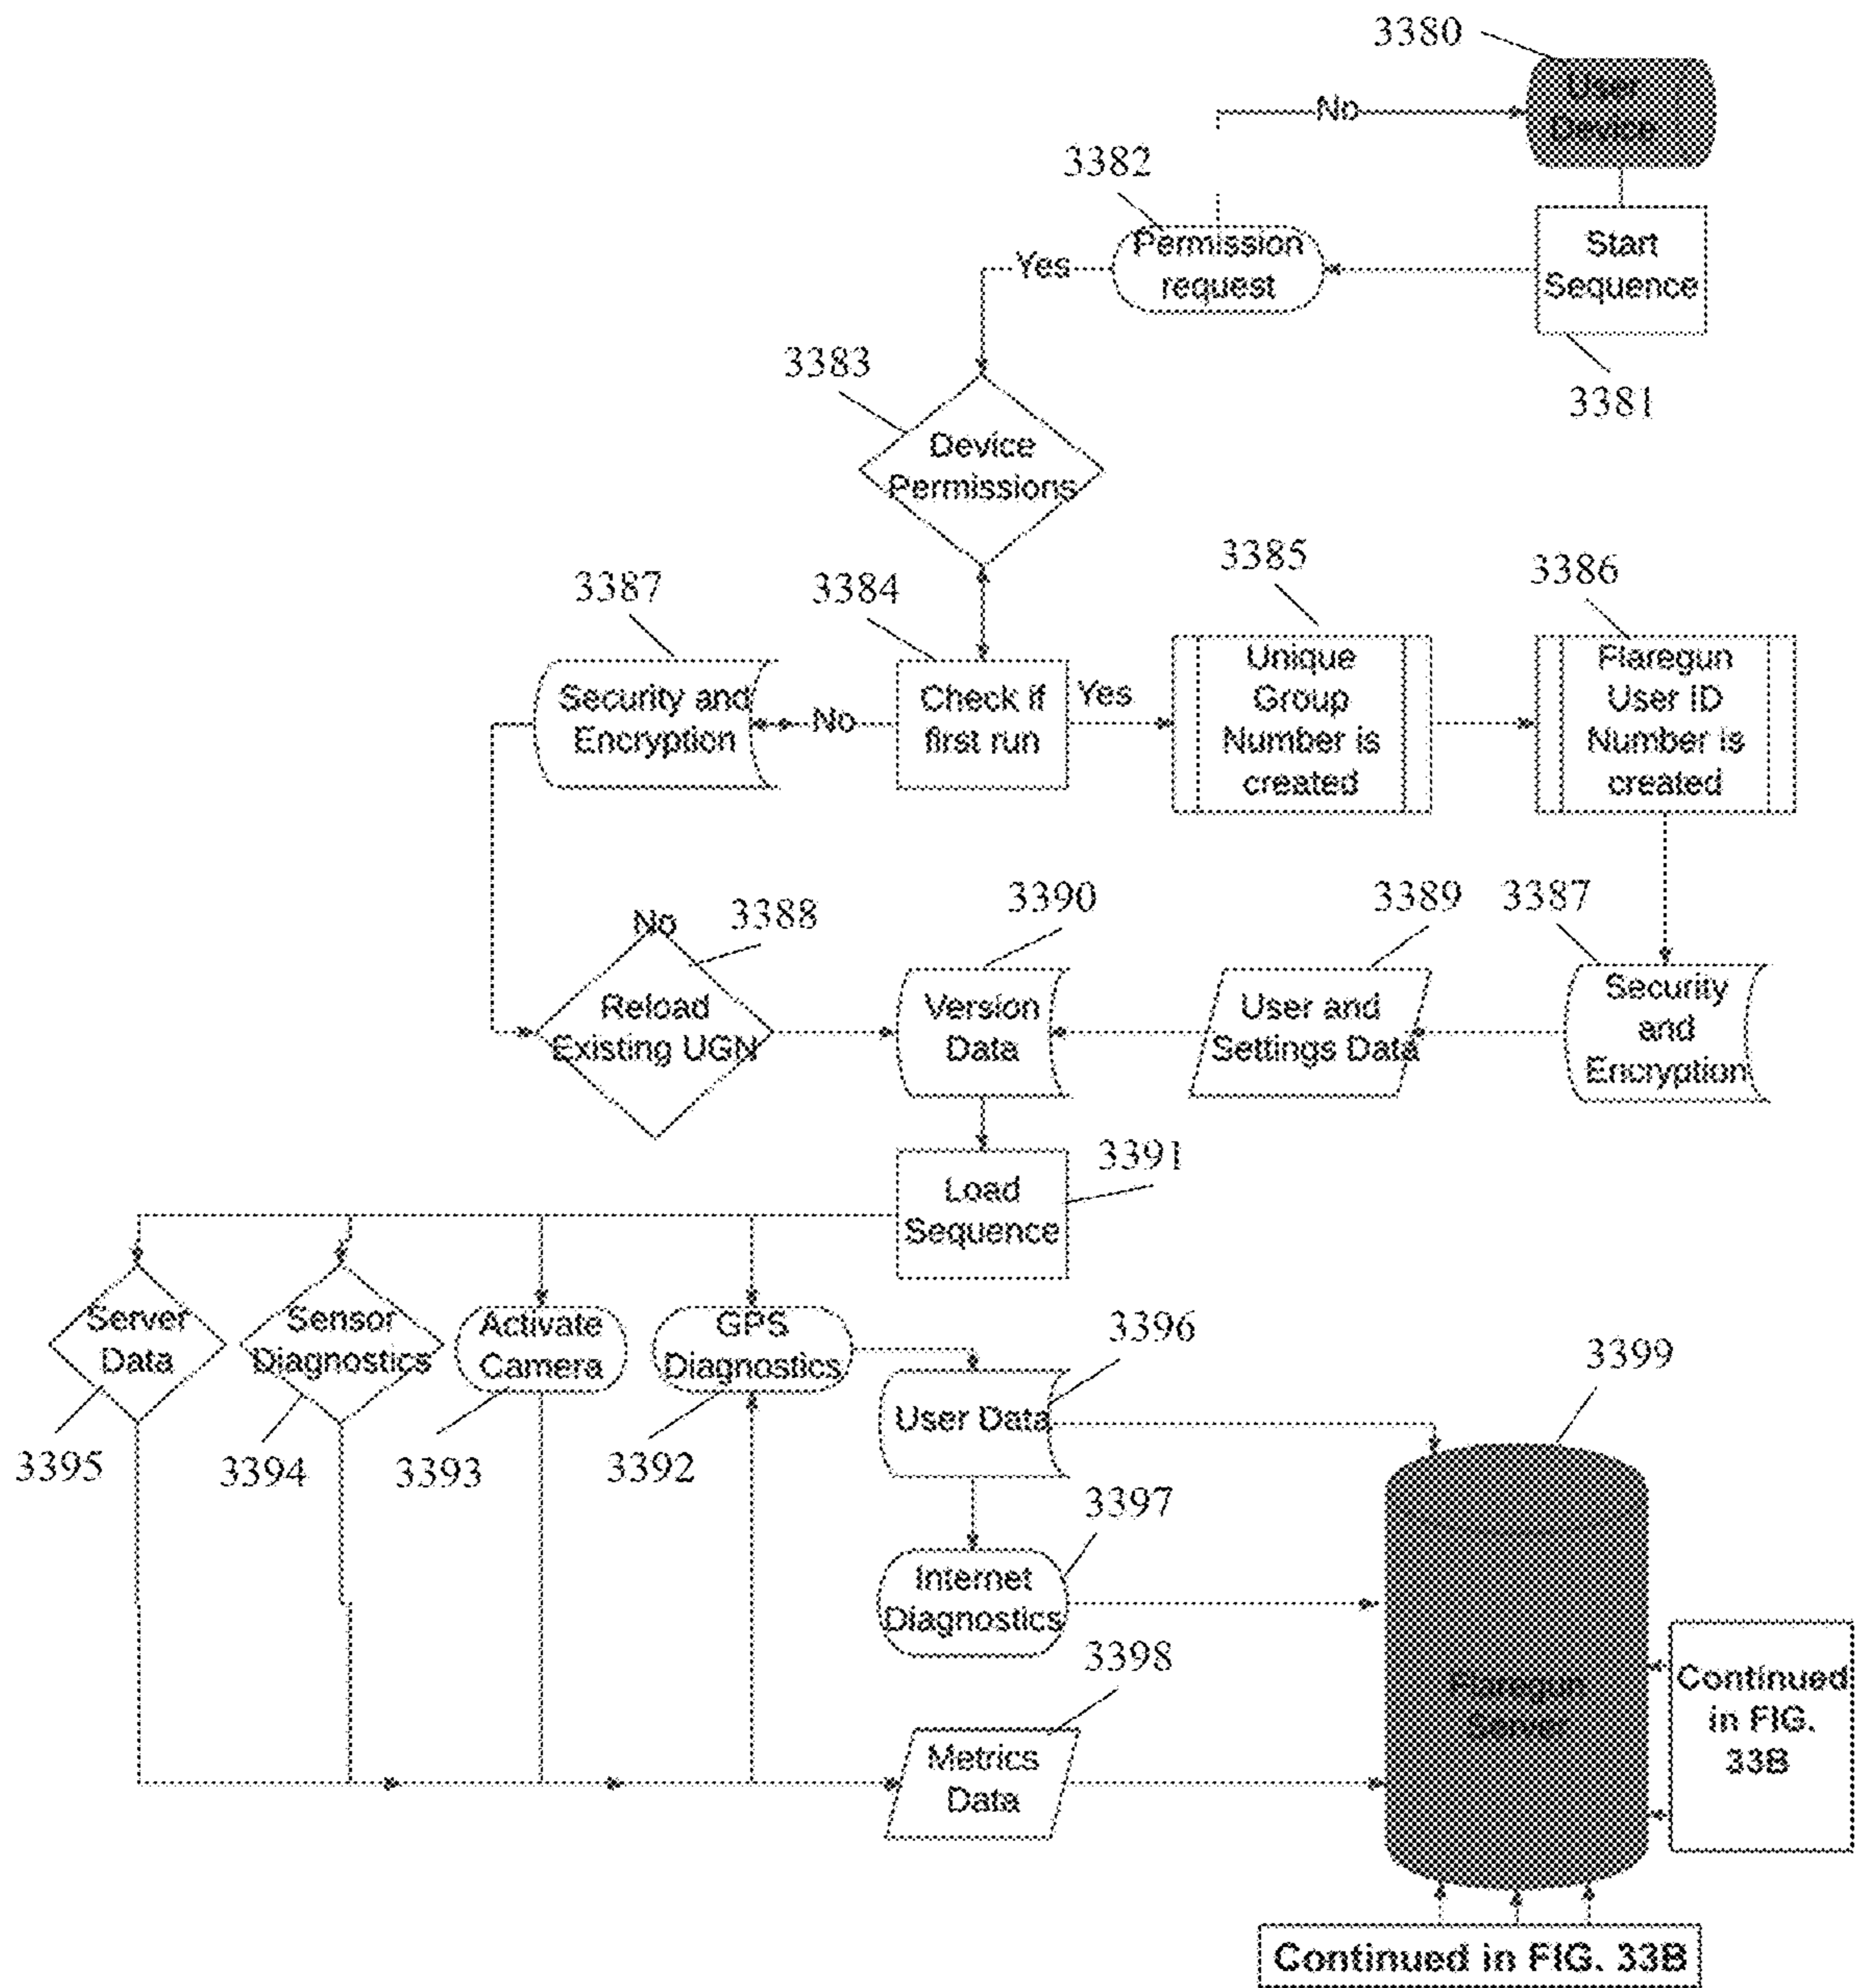 3380
User
Device
No
3382
Permission
request
Yes
Start
Sequence
3381
3383
Device
Permissions
3387
3384
3385
3386
Security and
Encryption
No
Check if
first run
Yes
Unique
Group
Number is
created
Flaregun
User ID
Number is
created
No
3388
3390
3389
3387
Reload
Existing UGN
Version
Data
User and
Settings Data
Security
and
Encryption
3391
Load
Sequence
Server
Data
Sensor
Diagnostics
Activate
Camera
GPS
Diagnostics
3396
3399
User Data
3395
3394
3393
3392
3397
Internet
Diagnostics
3398
Metrics
Data
Flaregun
Server
Continued
in FIG.
33B
Continued in FIG. 33B